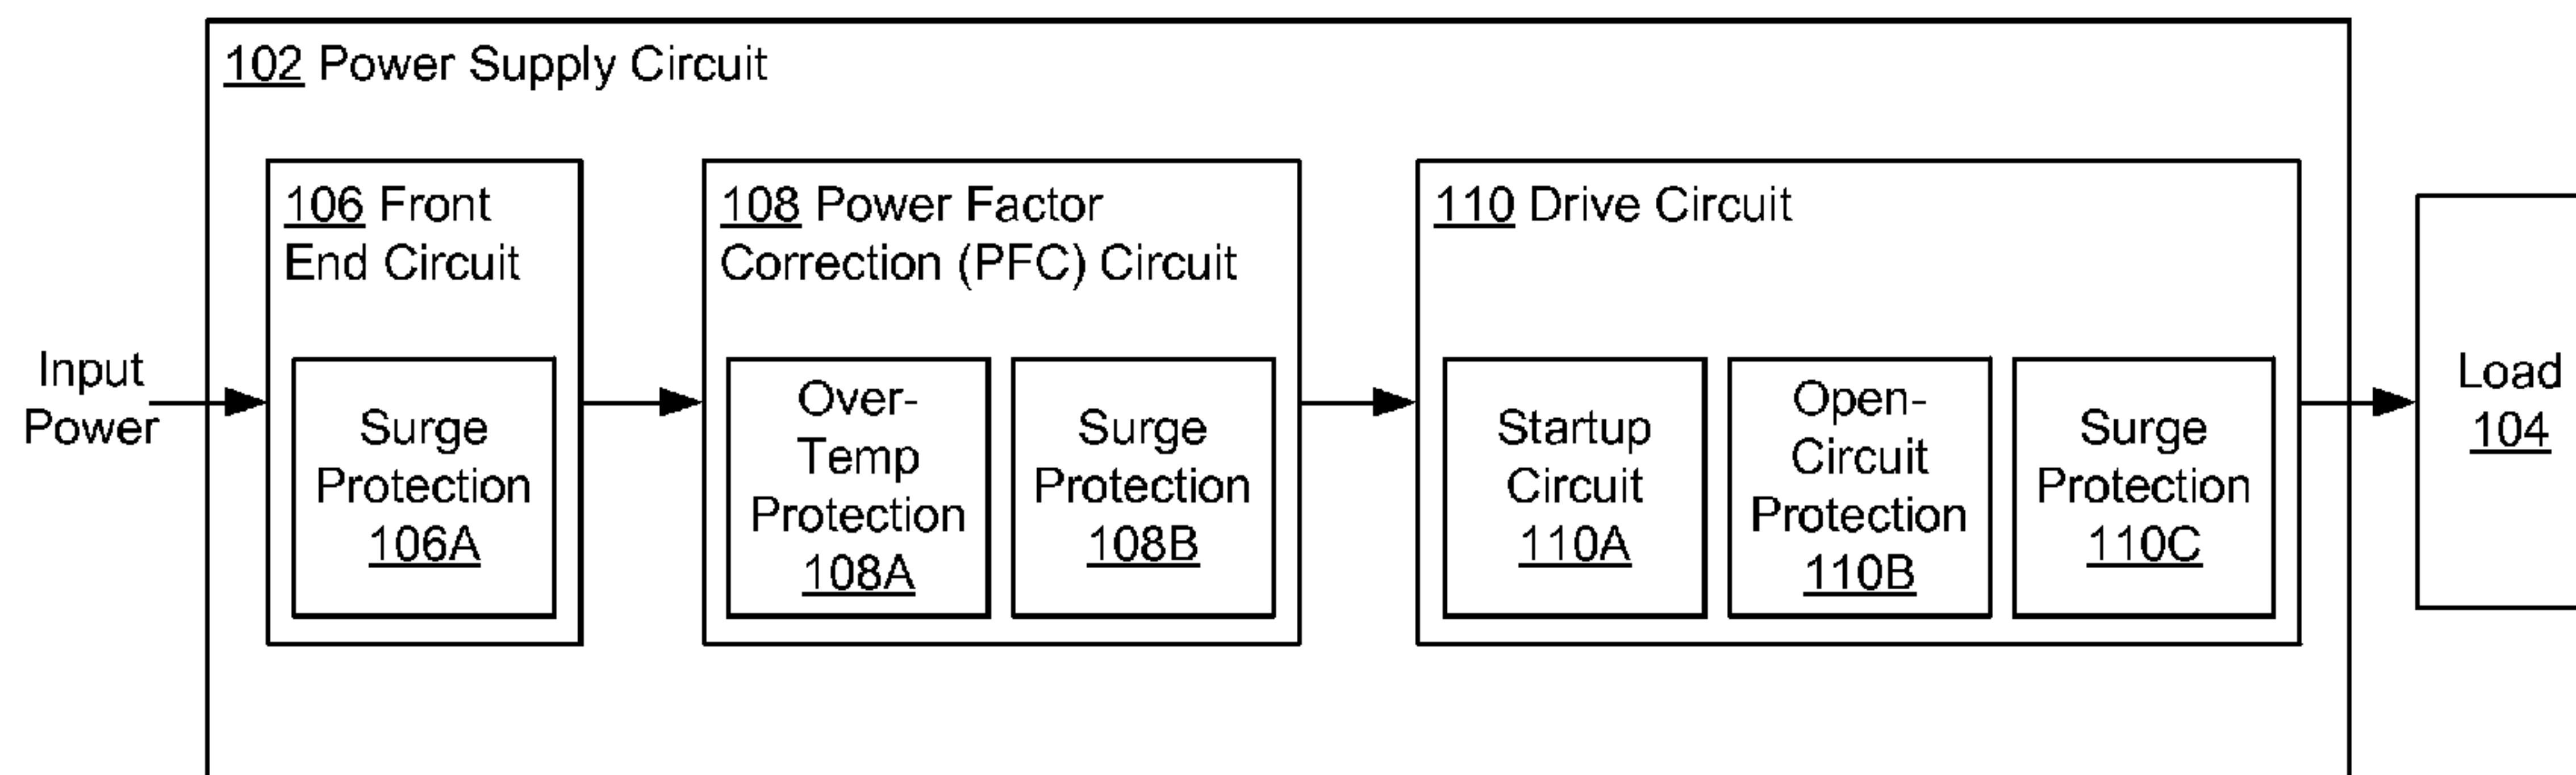 102 Power Supply Circuit
Input
Power
106 Front
End Circuit
Surge
Protection
106A
108 Power Factor
Correction (PFC) Circuit
Over-
Temp
Protection
108A
Surge
Protection
108B
110 Drive Circuit
Startup
Circuit
110A
Open-
Circuit
Protection
110B
Surge
Protection
110C
Load
104